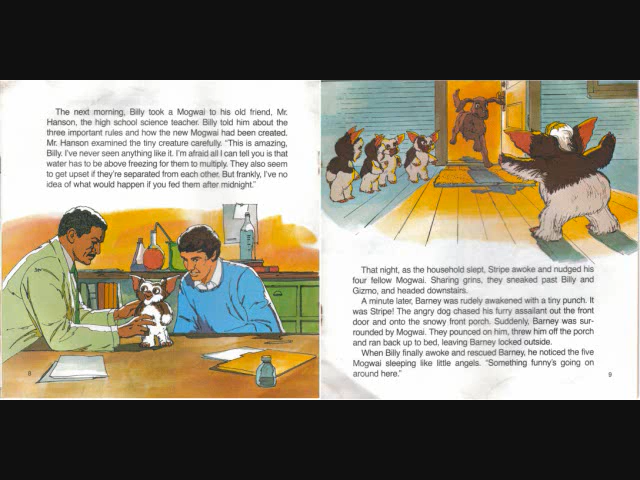 The next morning, Billy took a Mogwai to his old friend, Mr.
Hanson, the high school science teacher. Billy told him about the
three important rules and how the new Mogwai had been created.
Mr. Hanson examined the tiny creature carefully. "This is amazing,
Billy. I've never seen anything like it. I'm afraid all I can tell you is that
water has to be above freezing for them to multiply. They also seem
to get upset if they're separated from each other. But frankly, I've no
idea of what would happen if you fed them after midnight."
8
That night, as the household slept, Stripe awoke and nudged his
four fellow Mogwai. Sharing grins, they sneaked past Billy and
Gizmo, and headed downstairs.
A minute later, Barney was rudely awakened with a tiny punch. It
was Stripe! The angry dog chased his furry assailant out the front
door and onto the snowy front porch. Suddenly, Barney was sur-
rounded by Mogwai. They pounced on him, threw him off the porch
and ran back up to bed, leaving Barney locked outside.
When Billy finally awoke and rescued Barney, he noticed the five
Mogwai sleeping like little angels. "Something funny's going on
around here."
9